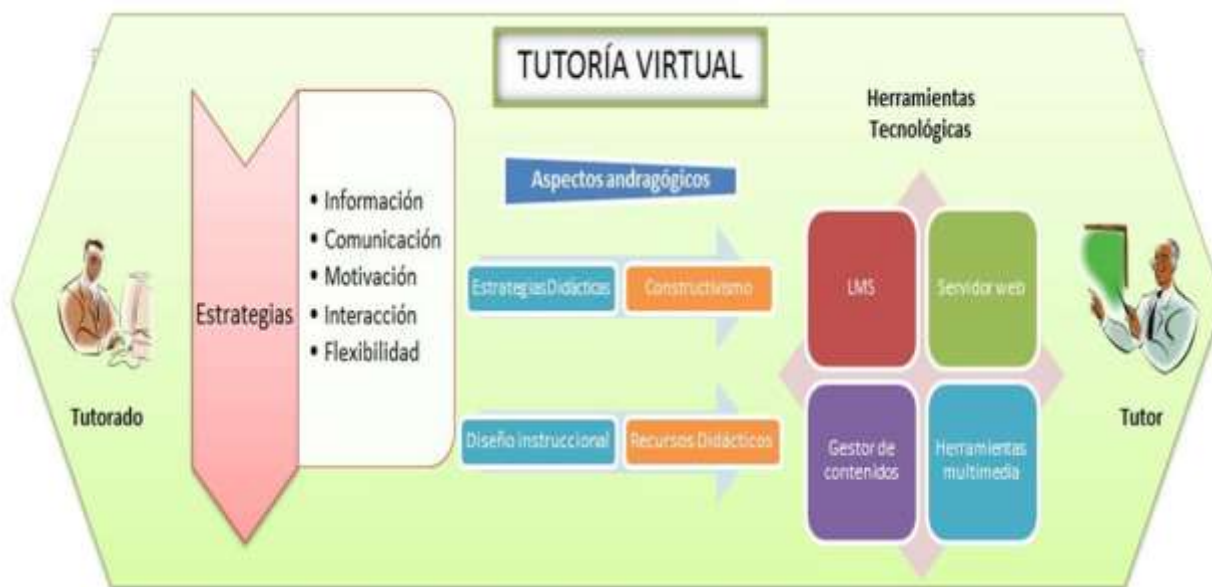 TUTORÍA VIRTUAL
Herramientas
Tecnológicas
Aspectos andragógicos
• Información
• Comunicación
• Motivación
• Interacción
• Flexibilidad
Estrategias
Estrategias Didácticas
Constructivismo
Diseño instruccional
Recursos Didácticos
LMS
Servidor web
Gestor de
contenidos
Herramientas
multimedia
Tutorado
Tutor